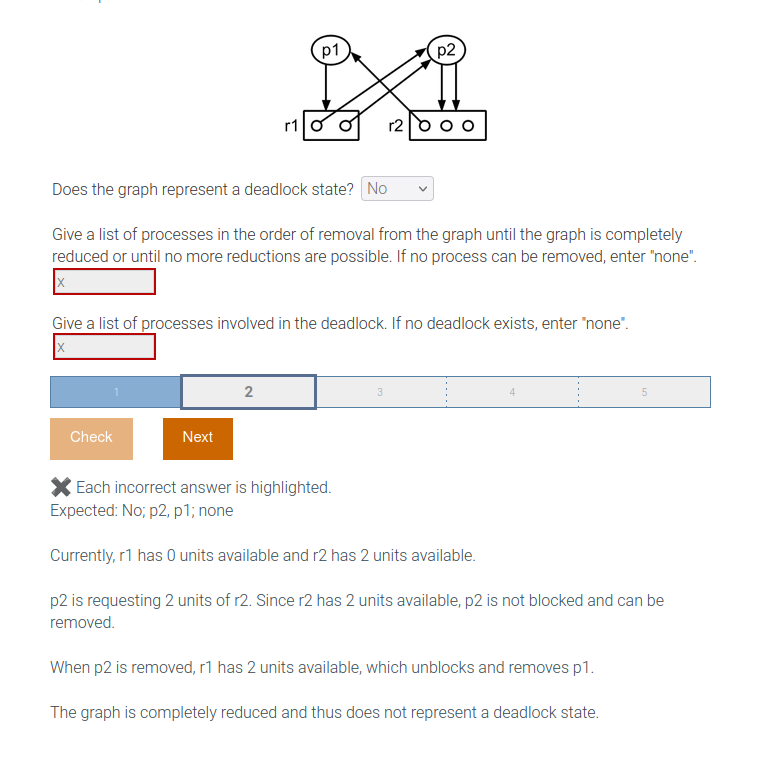 p1 p2
r1 r2
Does the graph represent a deadlock state? No
Give a list of processes in the order of removal from the graph until the graph is completely
reduced or until no more reductions are possible. If no process can be removed, enter "none".
x
Give a list of processes involved in the deadlock. If no deadlock exists, enter "none".
x
1 2 3 4 5
Check Next
Each incorrect answer is highlighted.
Expected: No; p2, p1; none
Currently, r1 has 0 units available and r2 has 2 units available.
p2 is requesting 2 units of r2. Since r2 has 2 units available, p2 is not blocked and can be
removed.
When p2 is removed, r1 has 2 units available, which unblocks and removes p1.
The graph is completely reduced and thus does not represent a deadlock state.